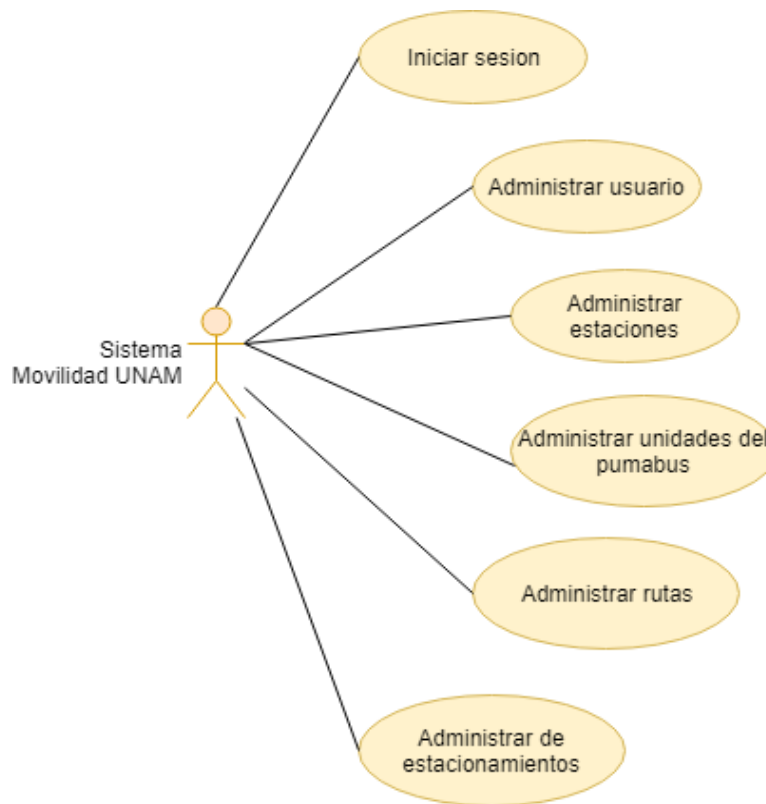 Iniciar sesion
Administrar usuario
Administrar
estaciones
Sistema
Movilidad UNAM
Administrar unidades del
pumabus
Administrar rutas
Administrar de
estacionamientos